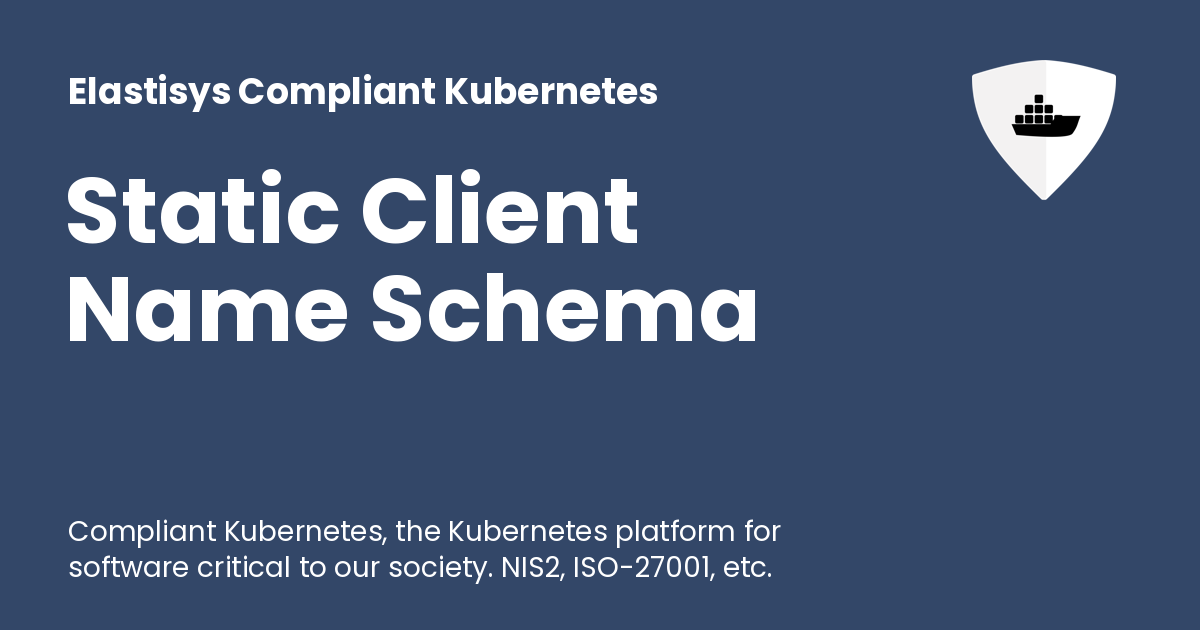 Elastisys Compliant Kubernetes
Static Client
Name Schema
Compliant Kubernetes, the Kubernetes platform for
software critical to our society. NIS2, ISO-27001, etc.